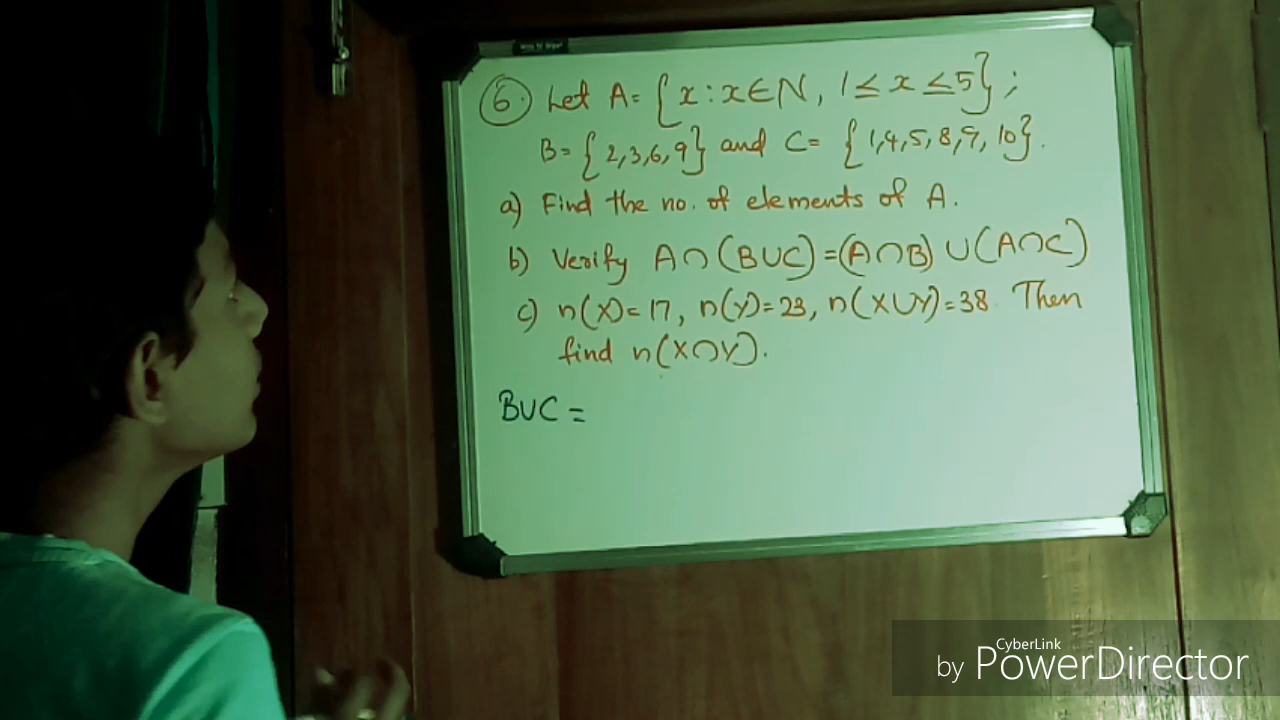 6. Let A = {x : x ∈ N, 1 ≤ x ≤ 5} ;
B = {2,3,6,9} and C = {1,4,5,8,9,10}.
a) Find the no. of elements of A.
b) Verify A∩(B∪C)=(A∩B)∪(A∩C)
c) n(X)=17, n(Y)=23, n(X∪Y)=38. Then
find n(X∩Y).
B∪C =
CyberLink
by PowerDirector